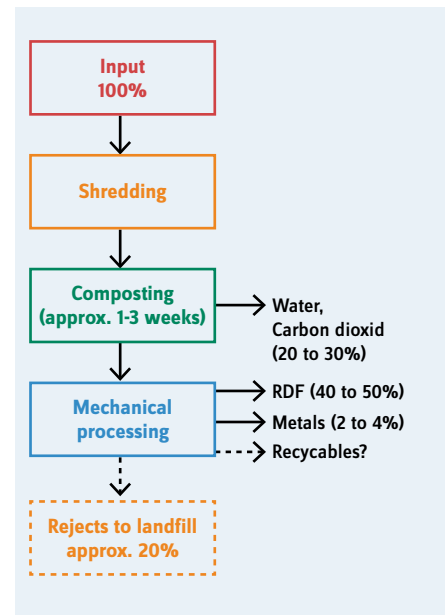 Input
100%
Shredding
Composting
(approx. 1-3 weeks)
Water,
Carbon dioxid
(20 to 30%)
Mechanical
processing
RDF (40 to 50%)
Metals (2 to 4%)
Recycables?
Rejects to landfill
approx. 20%